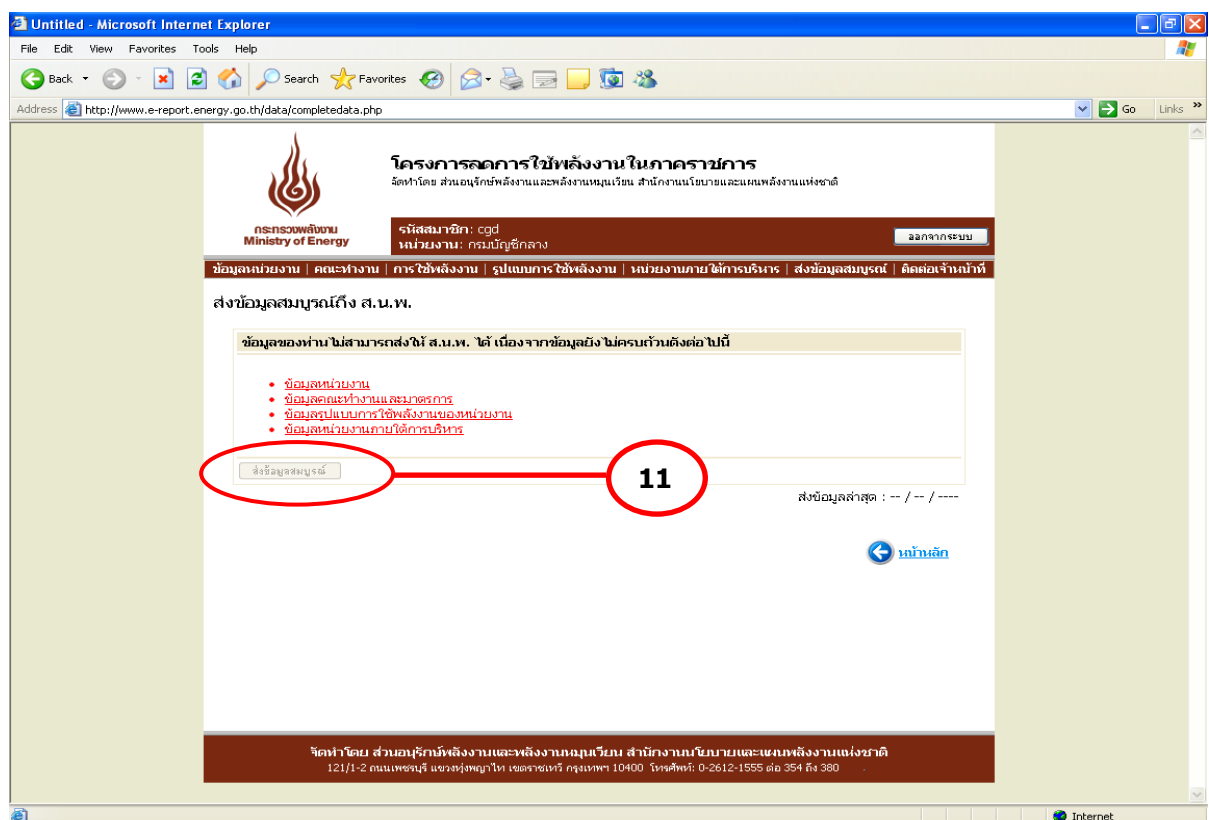 Untitled - Microsoft Internet Explorer
File Edit View Favorites Tools Help
Back Search Favorites
Address http://www.e-report.energy.go.th/data/completedata.php Go Links »
โครงการลดการใช้พลังงานในภาคราชการ
จัดทำโดย ส่วนอนุรักษ์พลังงานและพลังงานหมุนเวียน สำนักงานนโยบายและแผนพลังงานแห่งชาติ
กระทรวงพลังงาน
Ministry of Energy
รหัสสมาชิก: cgd
หน่วยงาน: กรมบัญชีกลาง
ออกจากระบบ
ข้อมูลหน่วยงาน | คณะทำงาน | การใช้พลังงาน | รูปแบบการใช้พลังงาน | หน่วยงานภายใต้การบริหาร | ส่งข้อมูลสมบูรณ์ | ติดต่อเจ้าหน้าที่
ส่งข้อมูลสมบูรณ์ถึง ส.น.พ.
ข้อมูลของท่านไม่สามารถส่งให้ ส.น.พ. ได้ เนื่องจากข้อมูลยังไม่ครบถ้วนดังต่อไปนี้
• ข้อมูลหน่วยงาน
• ข้อมูลคณะทำงานและมาตรการ
• ข้อมูลรูปแบบการใช้พลังงานของหน่วยงาน
• ข้อมูลหน่วยงานภายใต้การบริหาร
ส่งข้อมูลสมบูรณ์
11
ส่งข้อมูลล่าสุด : -- / -- / ----
หน้าหลัก
จัดทำโดย ส่วนอนุรักษ์พลังงานและพลังงานหมุนเวียน สำนักงานนโยบายและแผนพลังงานแห่งชาติ
121/1-2 ถนนเพชรบุรี แขวงทุ่งพญาไท เขตราชเทวี กรุงเทพฯ 10400 โทรศัพท์: 0-2612-1555 ต่อ 354 ถึง 380
Internet